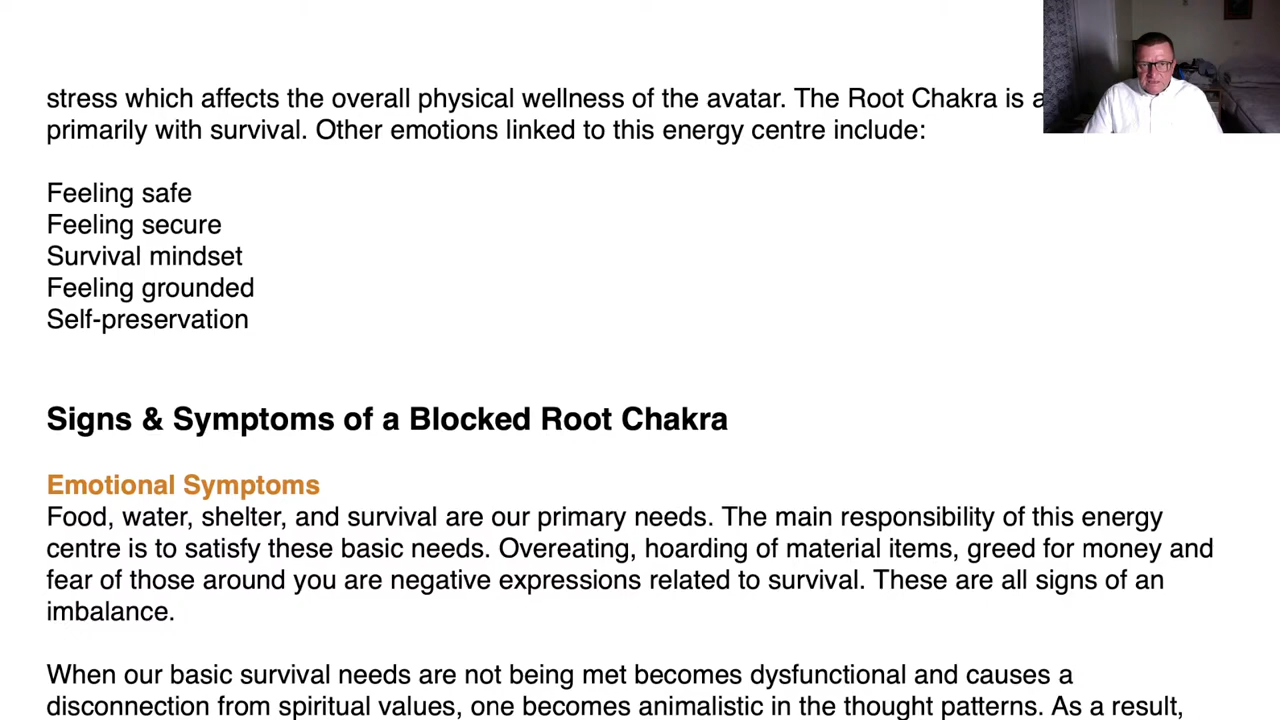 stress which affects the overall physical wellness of the avatar. The Root Chakra is
primarily with survival. Other emotions linked to this energy centre include:
Feeling safe
Feeling secure
Survival mindset
Feeling grounded
Self-preservation
Signs & Symptoms of a Blocked Root Chakra
Emotional Symptoms
Food, water, shelter, and survival are our primary needs. The main responsibility of this energy
centre is to satisfy these basic needs. Overeating, hoarding of material items, greed for money and
fear of those around you are negative expressions related to survival. These are all signs of an
imbalance.
When our basic survival needs are not being met becomes dysfunctional and causes a
disconnection from spiritual values, one becomes animalistic in the thought patterns. As a result,